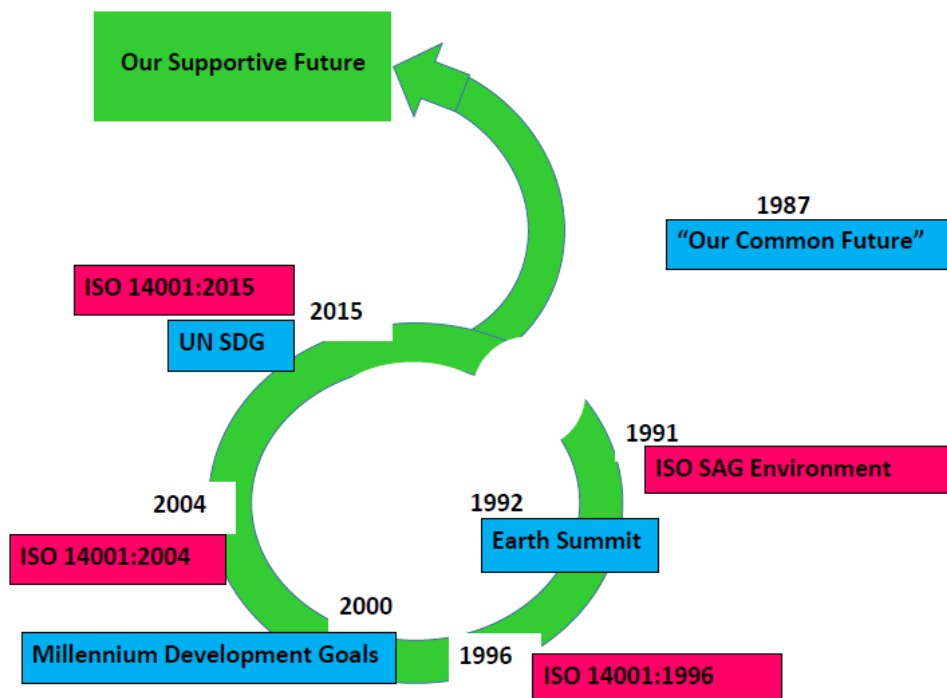 Our Supportive Future
1987
“Our Common Future”
ISO 14001:2015
2015
UN SDG
1991
ISO SAG Environment
2004
1992
ISO 14001:2004
Earth Summit
2000
Millennium Development Goals
1996
ISO 14001:1996